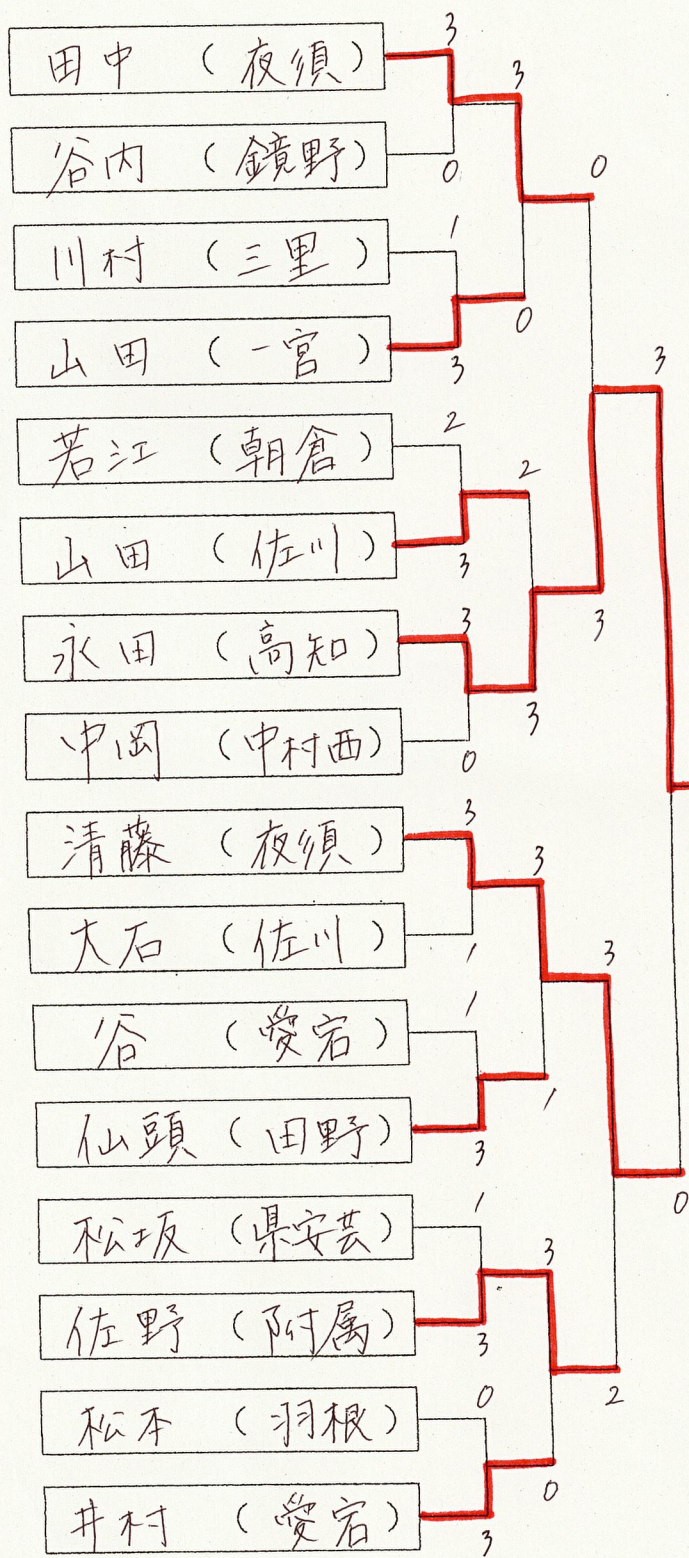 田中 (夜須)
3
3
谷内 (鏡野)
0
0
川村 (三里)
1
0
山田 (一宮)
3
3
若江 (朝倉)
2
2
山田 (佐川)
3
永田 (高知)
3
3
3
中岡 (中村西)
0
清藤 (夜須)
3
3
大石 (佐川)
1
3
谷 (愛宕)
1
1
仙頭 (田野)
3
0
松坂 (県安芸)
1
3
佐野 (附属)
3
2
松本 (羽根)
0
0
井村 (愛宕)
3